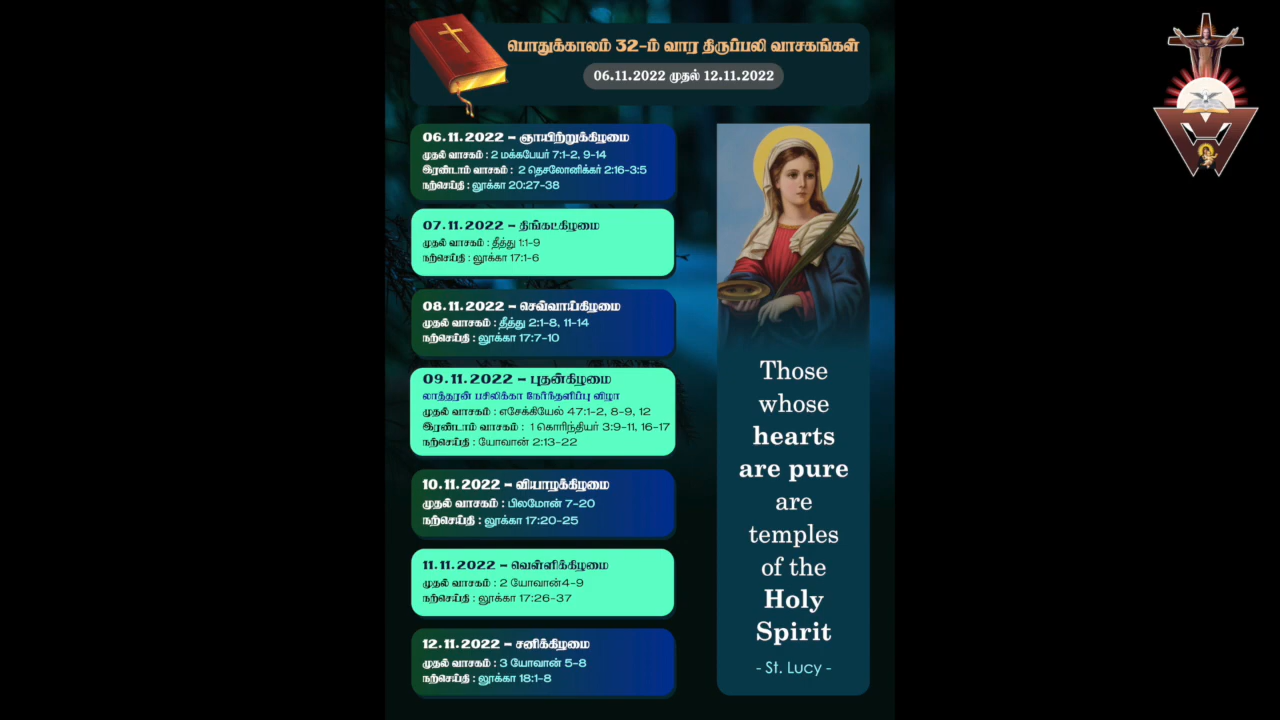 பொதுக்காலம் 32-ம் வார திருப்பலி வாசகங்கள்
06.11.2022 முதல் 12.11.2022
06.11.2022 – ஞாயிற்றுக்கிழமை
முதல் வாசகம் : 2 மக்கபேயர் 7:1-2, 9-14
இரண்டாம் வாசகம் : 2 தெசலோனிக்கர் 2:16-3:5
நற்செய்தி : லூக்கா 20:27-38
07.11.2022 – திங்கட்கிழமை
முதல் வாசகம் : தீத்து 1:1-9
நற்செய்தி : லூக்கா 17:1-6
08.11.2022 – செவ்வாய்கிழமை
முதல் வாசகம் : தீத்து 2:1-8, 11-14
நற்செய்தி : லூக்கா 17:7-10
09.11.2022 – புதன்கிழமை
லாத்தரன் பசிலிக்கா நேர்ந்தளிப்பு விழா
முதல் வாசகம் : எசேக்கியேல் 47:1-2, 8-9, 12
இரண்டாம் வாசகம் : 1 கொரிந்தியர் 3:9-11, 16-17
நற்செய்தி : யோவான் 2:13-22
10.11.2022 – வியாழக்கிழமை
முதல் வாசகம் : பிலமோன் 7-20
நற்செய்தி : லூக்கா 17:20-25
11.11.2022 – வெள்ளிக்கிழமை
முதல் வாசகம் : 2 யோவான்4-9
நற்செய்தி : லூக்கா 17:26-37
12.11.2022 – சனிக்கிழமை
முதல் வாசகம் : 3 யோவான் 5-8
நற்செய்தி : லூக்கா 18:1-8
Those
whose
hearts
are pure
are
temples
of the
Holy
Spirit
- St. Lucy -